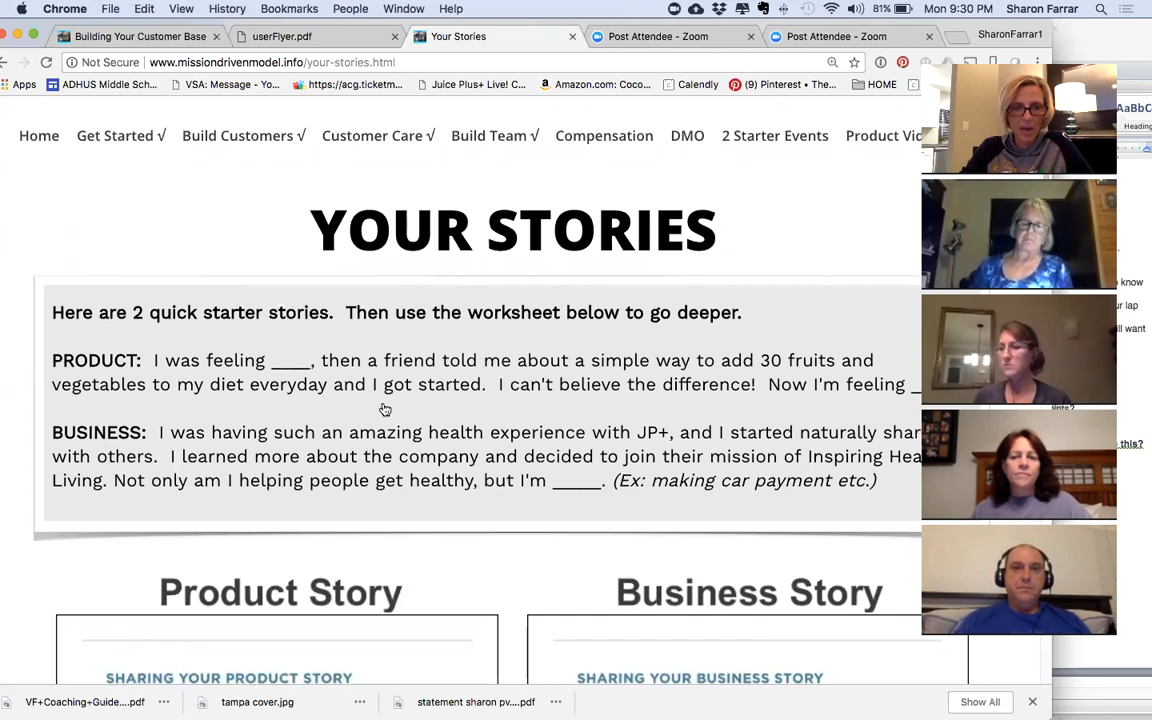 Chrome File Edit View History Bookmarks People Window Help 81% Mon 9:30 PM Sharon Farrar
Building Your Customer Base userFlyer.pdf Your Stories Post Attendee - Zoom Post Attendee - Zoom SharonFarrar1
Not Secure www.missiondrivenmodel.info/your-stories.html
Apps ADHUS Middle Sch... VSA: Message - Yo... https://acg.ticketm... Juice Plus+ Live! C... Amazon.com: Coco... Calendly (9) Pinterest • The... HOME
AaBbC
Heading
Home Get Started √ Build Customers √ Customer Care √ Build Team √ Compensation DMO 2 Starter Events Product Vid
YOUR STORIES
Here are 2 quick starter stories. Then use the worksheet below to go deeper.
know
ur lap
ill want
PRODUCT: I was feeling ____, then a friend told me about a simple way to add 30 fruits and
vegetables to my diet everyday and I got started. I can't believe the difference! Now I'm feeling _
BUSINESS: I was having such an amazing health experience with JP+, and I started naturally shar
this?
with others. I learned more about the company and decided to join their mission of Inspiring Hea
Living. Not only am I helping people get healthy, but I'm _____. (Ex: making car payment etc.)
Product Story Business Story
SHARING YOUR PRODUCT STORY SHARING YOUR BUSINESS STORY
VF+Coaching+Guide....pdf tampa cover.jpg statement sharon pv....pdf Show All